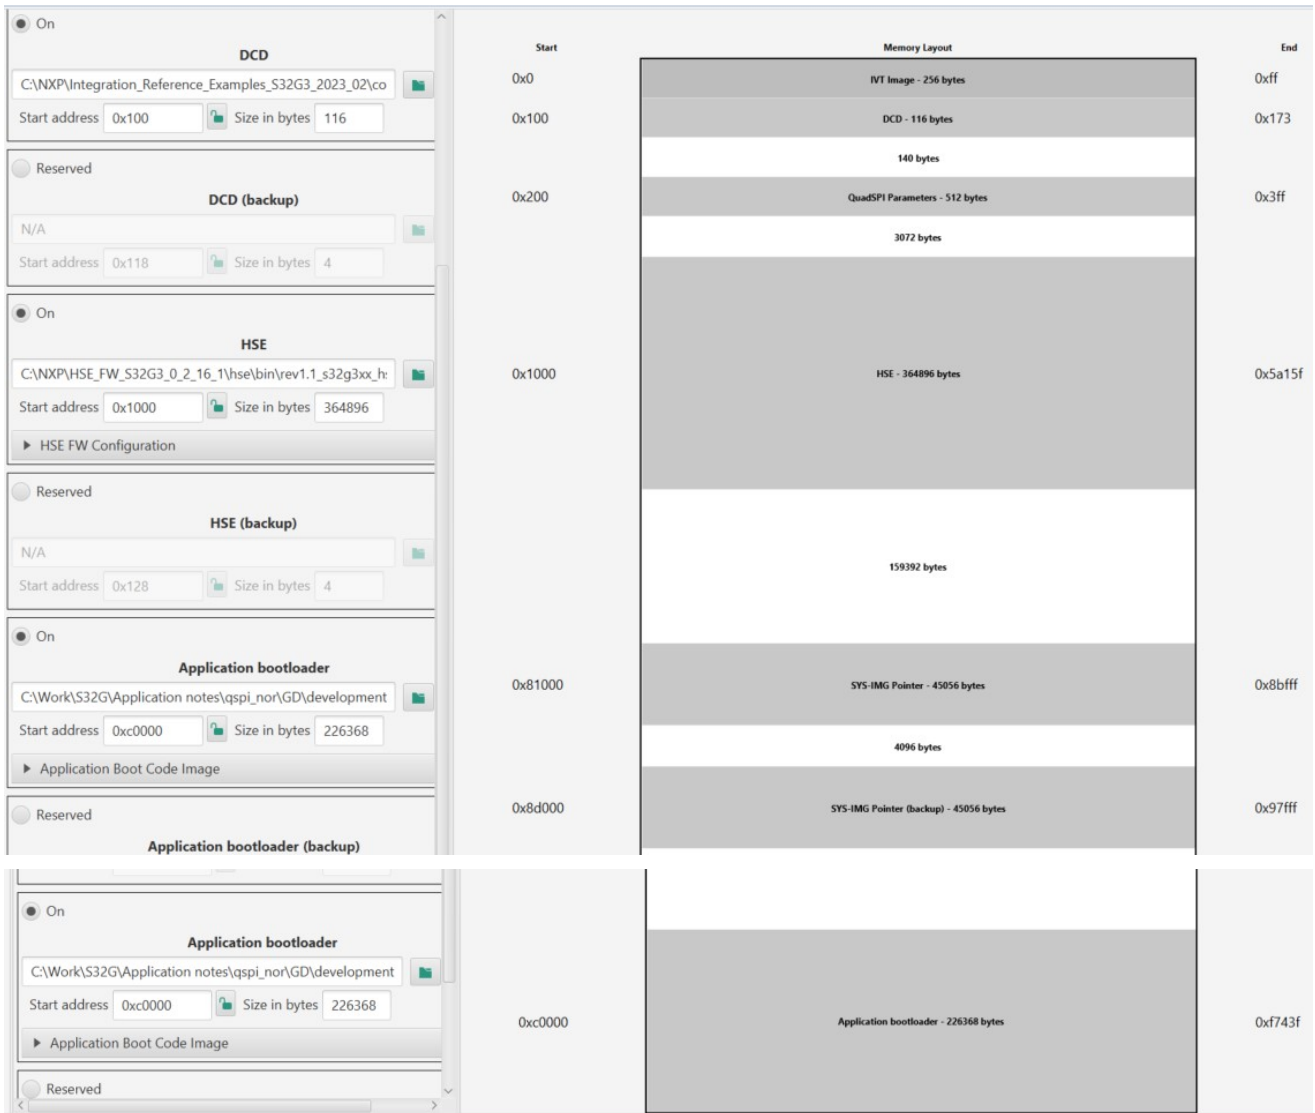 On
DCD
C:\NXP\Integration_Reference_Examples_S32G3_2023_02\co
Start address 0x100 Size in bytes 116
Reserved
DCD (backup)
N/A
Start address 0x118 Size in bytes 4
On
HSE
C:\NXP\HSE_FW_S32G3_0_2_16_1\hse\bin\rev1.1_s32g3xx_h
Start address 0x1000 Size in bytes 364896
HSE FW Configuration
Reserved
HSE (backup)
N/A
Start address 0x128 Size in bytes 4
On
Application bootloader
C:\Work\S32G\Application notes\qspi_nor\GD\development
Start address 0xc0000 Size in bytes 226368
Application Boot Code Image
Reserved
Application bootloader (backup)
Start Memory Layout End
0x0 IVT Image - 256 bytes 0xff
0x100 DCD - 116 bytes 0x173
140 bytes
0x200 QuadSPI Parameters - 512 bytes 0x3ff
3072 bytes
0x1000 HSE - 364896 bytes 0x5a15f
159392 bytes
0x81000 SYS-IMG Pointer - 45056 bytes 0x8bfff
4096 bytes
0x8d000 SYS-IMG Pointer (backup) - 45056 bytes 0x97fff
On
Application bootloader
C:\Work\S32G\Application notes\qspi_nor\GD\development
Start address 0xc0000 Size in bytes 226368
Application Boot Code Image
Reserved
0xc0000 Application bootloader - 226368 bytes 0xf743f